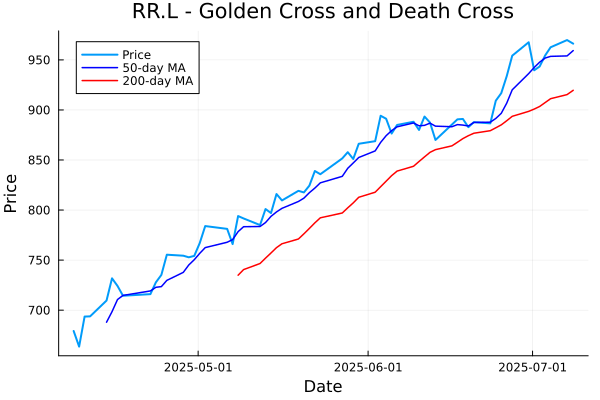 RR.L - Golden Cross and Death Cross
Price
50-day MA
200-day MA
950
900
850
800
750
700
Price
2025-05-01
2025-06-01
2025-07-01
Date